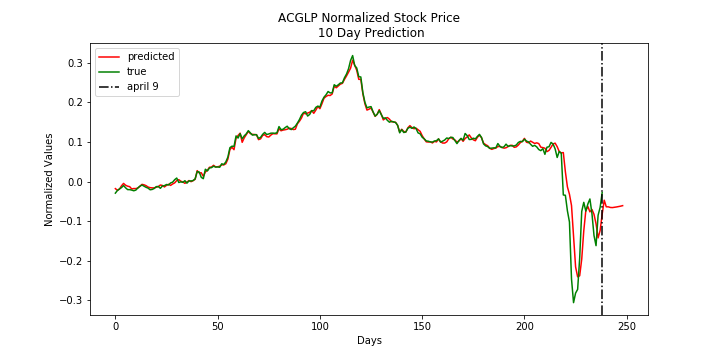 ACGLP Normalized Stock Price
10 Day Prediction
predicted
true
april 9
Normalized Values
0.3
0.2
0.1
0.0
−0.1
−0.2
−0.3
0
50
100
150
200
250
Days